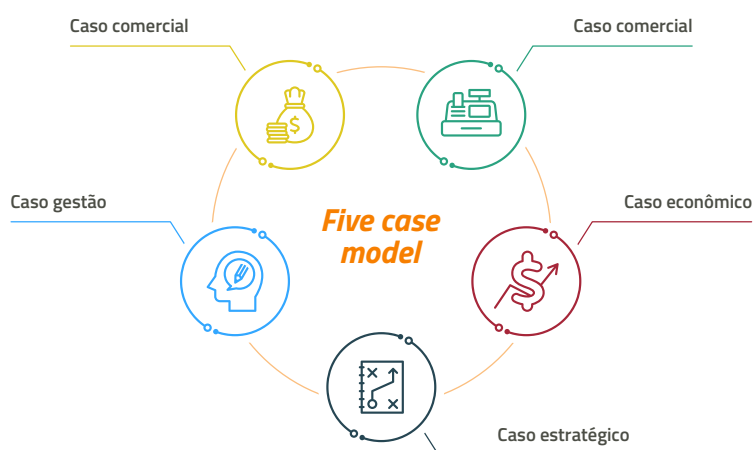 Caso comercial
Caso comercial
Caso gestão
Caso econômico
Five case
model
Caso estratégico